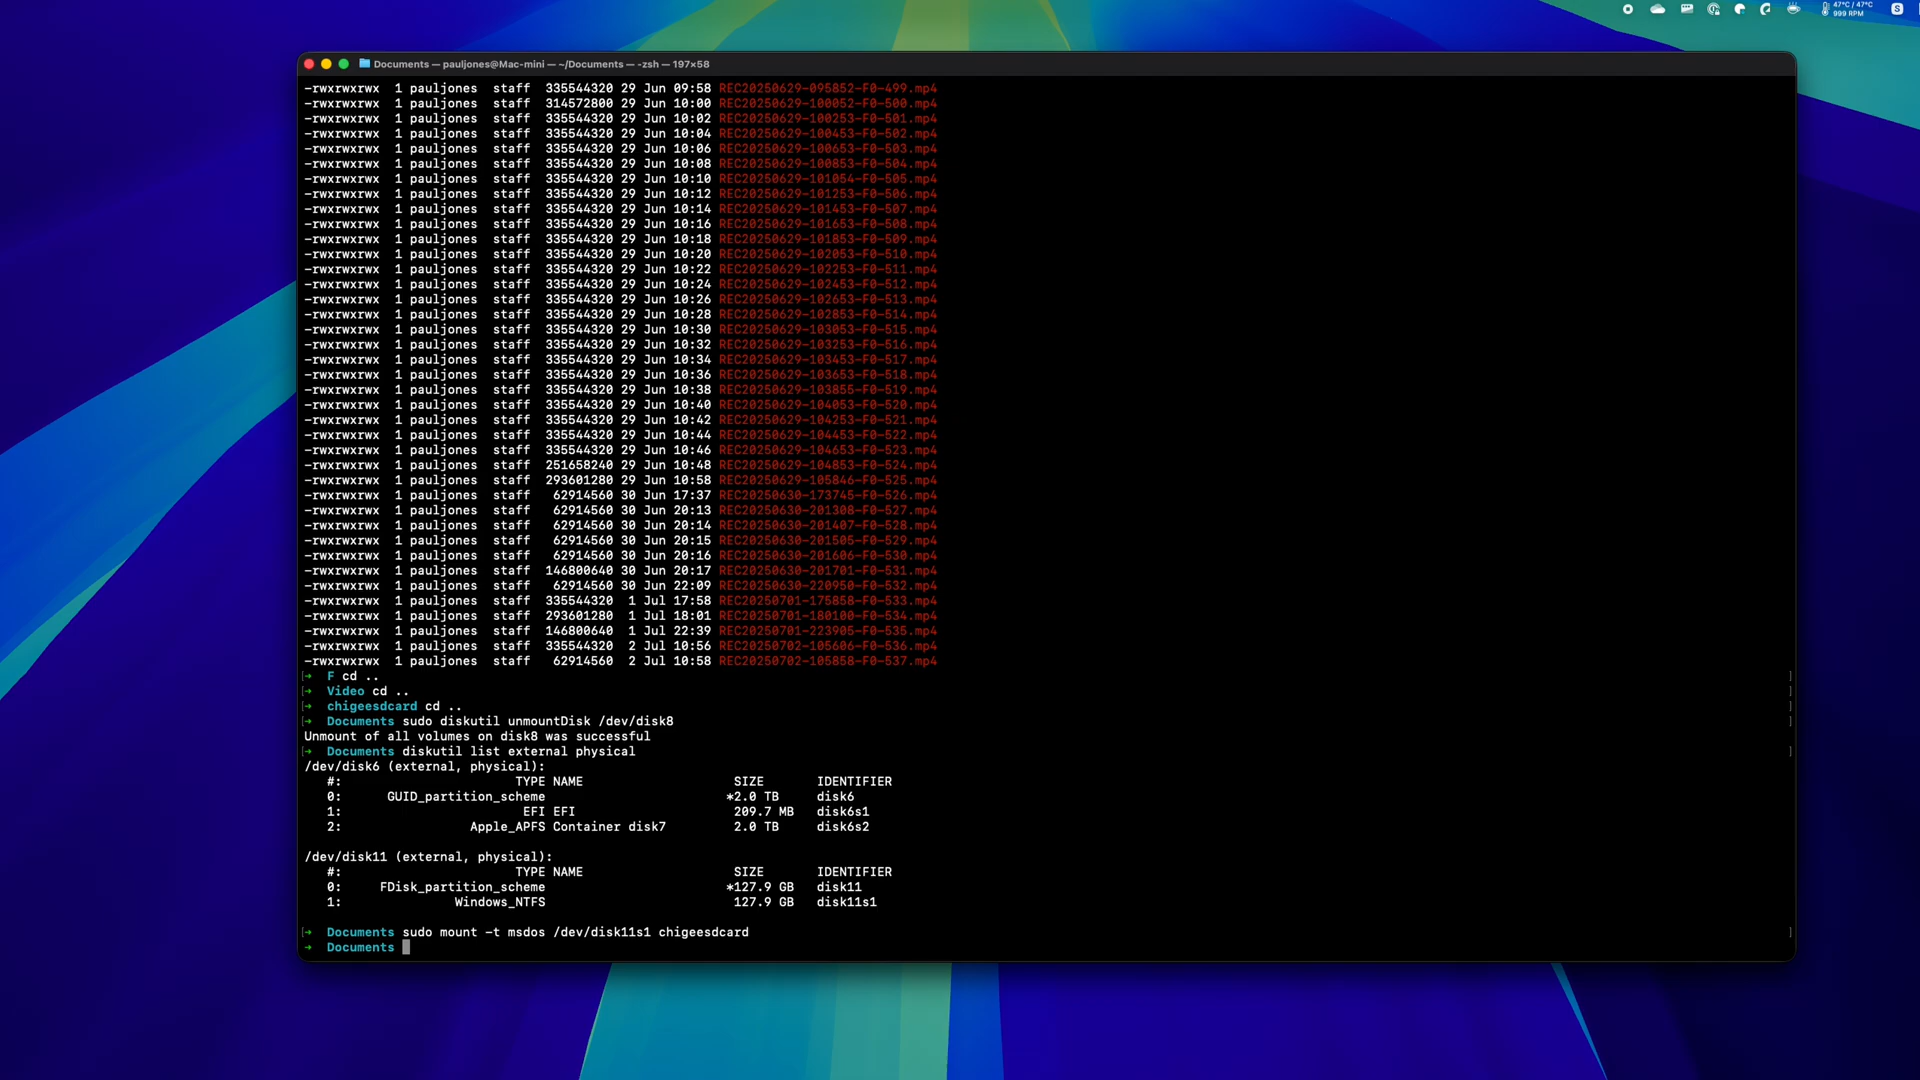 47°C / 47°C
999 RPM
S
Documents — pauljones@Mac-mini — ~/Documents — -zsh — 197×58
-rwxrwxrwx  1 pauljones  staff  335544320 29 Jun 09:58 REC20250629-095852-F0-499.mp4
-rwxrwxrwx  1 pauljones  staff  314572800 29 Jun 10:00 REC20250629-100052-F0-500.mp4
-rwxrwxrwx  1 pauljones  staff  335544320 29 Jun 10:02 REC20250629-100253-F0-501.mp4
-rwxrwxrwx  1 pauljones  staff  335544320 29 Jun 10:04 REC20250629-100453-F0-502.mp4
-rwxrwxrwx  1 pauljones  staff  335544320 29 Jun 10:06 REC20250629-100653-F0-503.mp4
-rwxrwxrwx  1 pauljones  staff  335544320 29 Jun 10:08 REC20250629-100853-F0-504.mp4
-rwxrwxrwx  1 pauljones  staff  335544320 29 Jun 10:10 REC20250629-101054-F0-505.mp4
-rwxrwxrwx  1 pauljones  staff  335544320 29 Jun 10:12 REC20250629-101253-F0-506.mp4
-rwxrwxrwx  1 pauljones  staff  335544320 29 Jun 10:14 REC20250629-101453-F0-507.mp4
-rwxrwxrwx  1 pauljones  staff  335544320 29 Jun 10:16 REC20250629-101653-F0-508.mp4
-rwxrwxrwx  1 pauljones  staff  335544320 29 Jun 10:18 REC20250629-101853-F0-509.mp4
-rwxrwxrwx  1 pauljones  staff  335544320 29 Jun 10:20 REC20250629-102053-F0-510.mp4
-rwxrwxrwx  1 pauljones  staff  335544320 29 Jun 10:22 REC20250629-102253-F0-511.mp4
-rwxrwxrwx  1 pauljones  staff  335544320 29 Jun 10:24 REC20250629-102453-F0-512.mp4
-rwxrwxrwx  1 pauljones  staff  335544320 29 Jun 10:26 REC20250629-102653-F0-513.mp4
-rwxrwxrwx  1 pauljones  staff  335544320 29 Jun 10:28 REC20250629-102853-F0-514.mp4
-rwxrwxrwx  1 pauljones  staff  335544320 29 Jun 10:30 REC20250629-103053-F0-515.mp4
-rwxrwxrwx  1 pauljones  staff  335544320 29 Jun 10:32 REC20250629-103253-F0-516.mp4
-rwxrwxrwx  1 pauljones  staff  335544320 29 Jun 10:34 REC20250629-103453-F0-517.mp4
-rwxrwxrwx  1 pauljones  staff  335544320 29 Jun 10:36 REC20250629-103653-F0-518.mp4
-rwxrwxrwx  1 pauljones  staff  335544320 29 Jun 10:38 REC20250629-103855-F0-519.mp4
-rwxrwxrwx  1 pauljones  staff  335544320 29 Jun 10:40 REC20250629-104053-F0-520.mp4
-rwxrwxrwx  1 pauljones  staff  335544320 29 Jun 10:42 REC20250629-104253-F0-521.mp4
-rwxrwxrwx  1 pauljones  staff  335544320 29 Jun 10:44 REC20250629-104453-F0-522.mp4
-rwxrwxrwx  1 pauljones  staff  335544320 29 Jun 10:46 REC20250629-104653-F0-523.mp4
-rwxrwxrwx  1 pauljones  staff  251658240 29 Jun 10:48 REC20250629-104853-F0-524.mp4
-rwxrwxrwx  1 pauljones  staff  293601280 29 Jun 10:58 REC20250629-105846-F0-525.mp4
-rwxrwxrwx  1 pauljones  staff   62914560 30 Jun 17:37 REC20250630-173745-F0-526.mp4
-rwxrwxrwx  1 pauljones  staff   62914560 30 Jun 20:13 REC20250630-201308-F0-527.mp4
-rwxrwxrwx  1 pauljones  staff   62914560 30 Jun 20:14 REC20250630-201407-F0-528.mp4
-rwxrwxrwx  1 pauljones  staff   62914560 30 Jun 20:15 REC20250630-201505-F0-529.mp4
-rwxrwxrwx  1 pauljones  staff   62914560 30 Jun 20:16 REC20250630-201606-F0-530.mp4
-rwxrwxrwx  1 pauljones  staff  146800640 30 Jun 20:17 REC20250630-201701-F0-531.mp4
-rwxrwxrwx  1 pauljones  staff   62914560 30 Jun 22:09 REC20250630-220950-F0-532.mp4
-rwxrwxrwx  1 pauljones  staff  335544320  1 Jul 17:58 REC20250701-175858-F0-533.mp4
-rwxrwxrwx  1 pauljones  staff  293601280  1 Jul 18:01 REC20250701-180100-F0-534.mp4
-rwxrwxrwx  1 pauljones  staff  146800640  1 Jul 22:39 REC20250701-223905-F0-535.mp4
-rwxrwxrwx  1 pauljones  staff  335544320  2 Jul 10:56 REC20250702-105606-F0-536.mp4
-rwxrwxrwx  1 pauljones  staff   62914560  2 Jul 10:58 REC20250702-105858-F0-537.mp4
[→  F cd .. ]
[→  Video cd .. ]
[→  chigeesdcard cd .. ]
[→  Documents sudo diskutil unmountDisk /dev/disk8 ]
Unmount of all volumes on disk8 was successful
[→  Documents diskutil list external physical ]
/dev/disk6 (external, physical):
#: TYPE NAME SIZE IDENTIFIER
0: GUID_partition_scheme *2.0 TB disk6
1: EFI EFI 209.7 MB disk6s1
2: Apple_APFS Container disk7 2.0 TB disk6s2
/dev/disk11 (external, physical):
#: TYPE NAME SIZE IDENTIFIER
0: FDisk_partition_scheme *127.9 GB disk11
1: Windows_NTFS 127.9 GB disk11s1
[→  Documents sudo mount -t msdos /dev/disk11s1 chigeesdcard ]
→  Documents